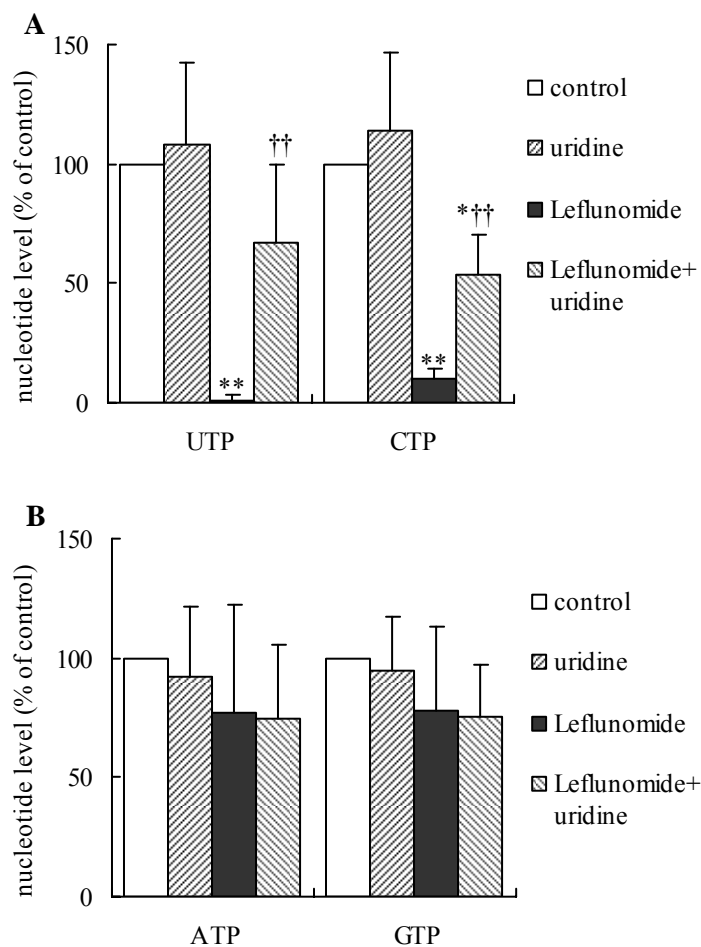 A
nucleotide level (% of control)
150
100
50
0
††
*††
**
**
UTP
CTP
control
uridine
Leflunomide
Leflunomide+
uridine
B
nucleotide level (% of control)
150
100
50
0
ATP
GTP
control
uridine
Leflunomide
Leflunomide+
uridine